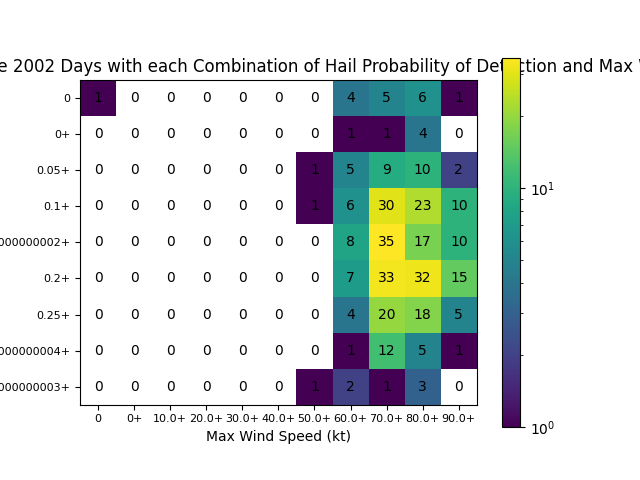 e 2002 Days with each Combination of Hail Probability of Detection and Max
0 1 0 0 0 0 0 0 4 5 6 1
0+ 0 0 0 0 0 0 0 1 1 4 0
0.05+ 0 0 0 0 0 0 1 5 9 10 2
0.1+ 0 0 0 0 0 0 1 6 30 23 10
000000002+ 0 0 0 0 0 0 0 8 35 17 10
0.2+ 0 0 0 0 0 0 0 7 33 32 15
0.25+ 0 0 0 0 0 0 0 4 20 18 5
000000004+ 0 0 0 0 0 0 0 1 12 5 1
000000003+ 0 0 0 0 0 0 1 2 1 3 0
0 0+ 10.0+ 20.0+ 30.0+ 40.0+ 50.0+ 60.0+ 70.0+ 80.0+ 90.0+
Max Wind Speed (kt)
10^1
10^0